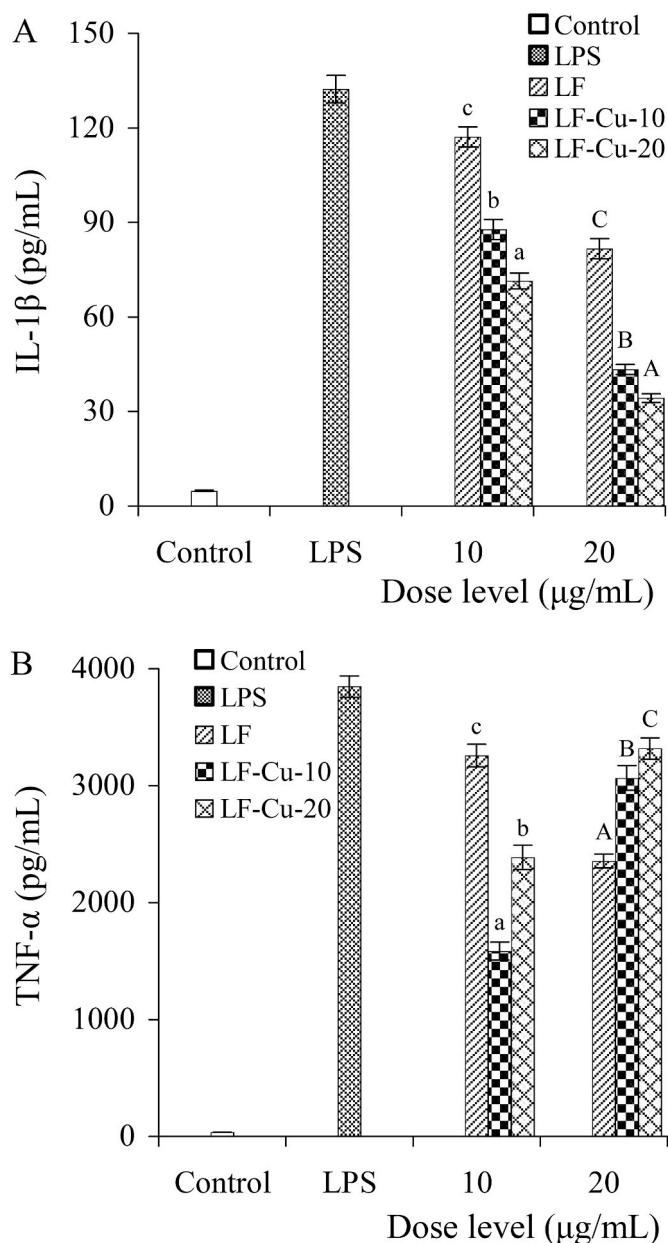 A
IL-1β (pg/mL)
150
120
90
60
30
0
Control
LPS
LF
LF-Cu-10
LF-Cu-20
c
b
a
C
B
A
Control LPS 10 20
Dose level (μg/mL)
B
TNF-α (pg/mL)
4000
3000
2000
1000
0
Control
LPS
LF
LF-Cu-10
LF-Cu-20
c
a
b
A
B
C
Control LPS 10 20
Dose level (μg/mL)